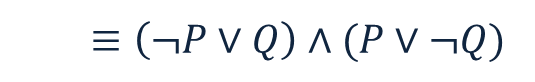 ≡ (¬P ∨ Q) ∧ (P ∨ ¬Q)